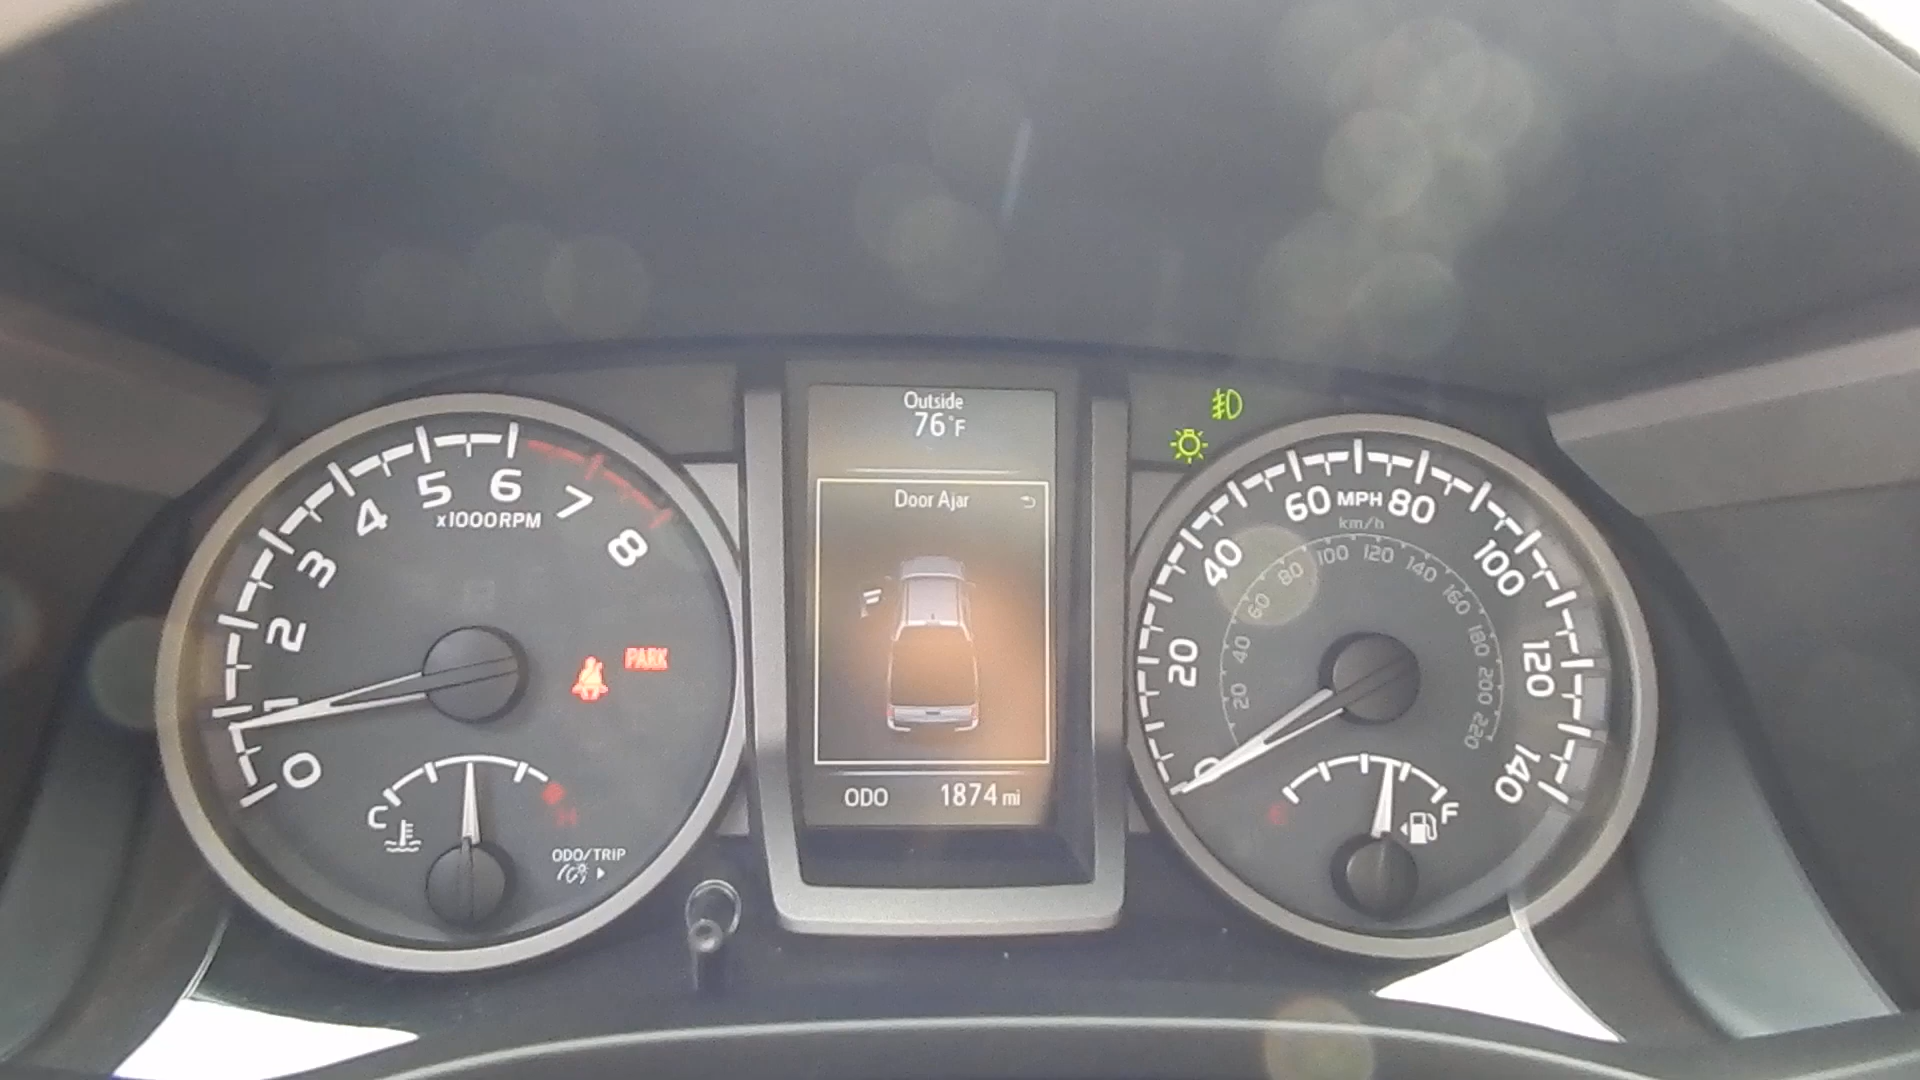 Outside
76°F
Door Ajar
ODO 1874 mi
0 1 2 3 4 5 6 7 8
x1000RPM
PARK
C H
ODO/TRIP
0 20 40 60 MPH 80 100 120 140
km/h
20 40 60 80 100 120 140 160 180 200 220
E F